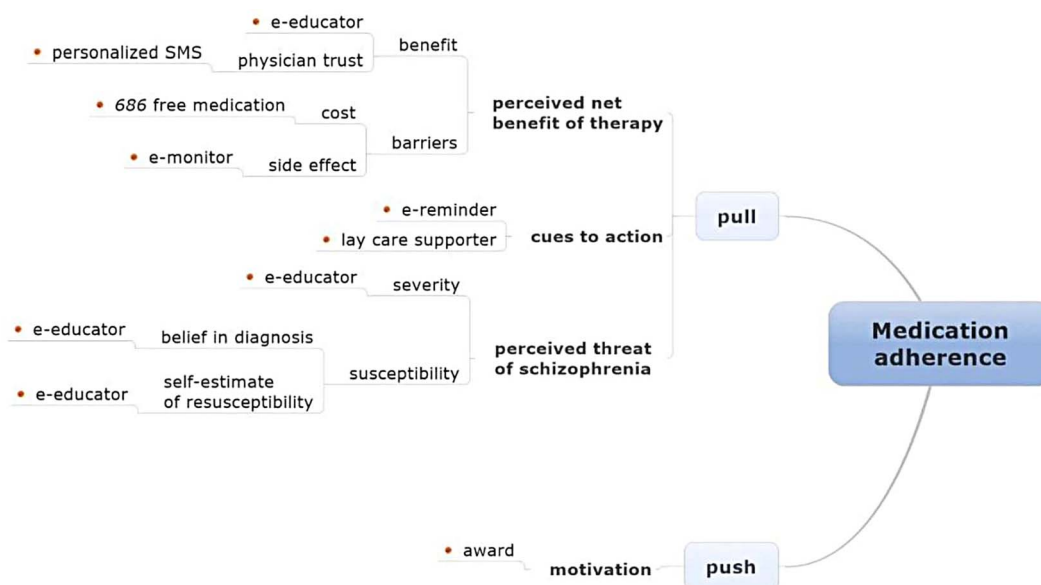 e-educator
benefit
personalized SMS
physician trust
686 free medication
cost
perceived net
benefit of therapy
barriers
e-monitor
side effect
e-reminder
pull
lay care supporter
cues to action
e-educator
severity
e-educator
belief in diagnosis
Medication
adherence
perceived threat
of schizophrenia
susceptibility
e-educator
self-estimate
of resusceptibility
award
motivation
push